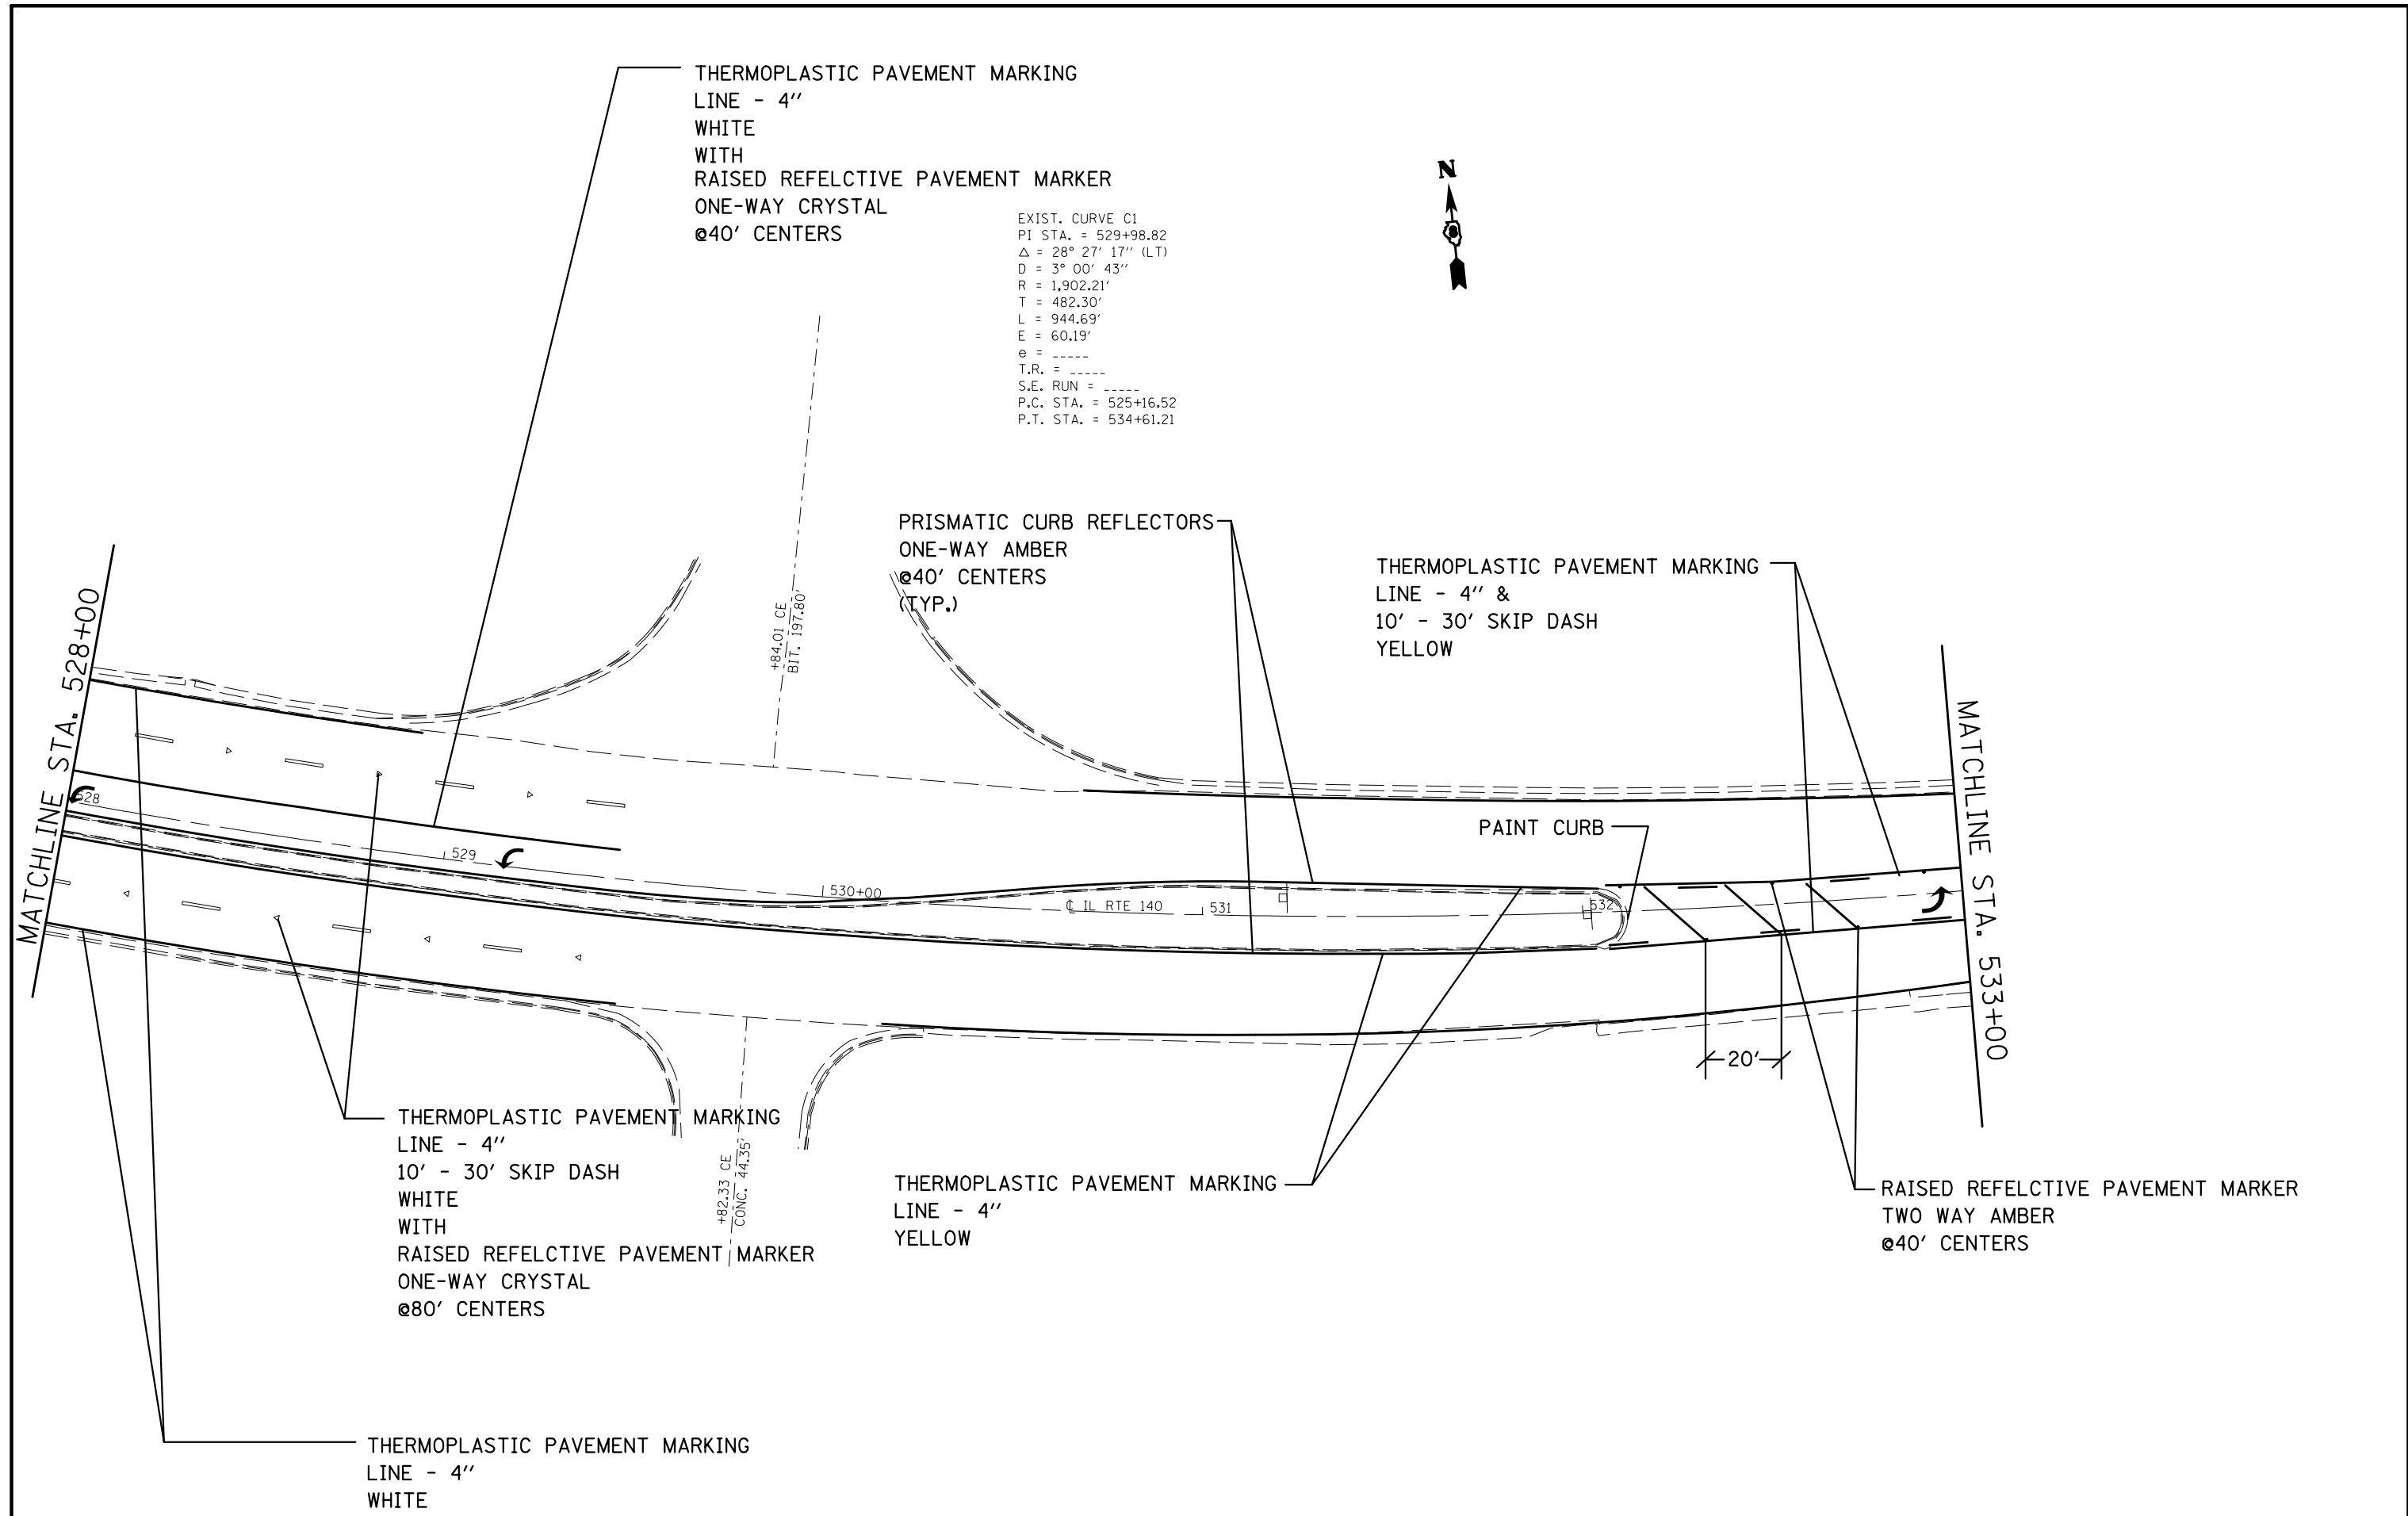 THERMOPLASTIC PAVEMENT MARKING
LINE - 4''
WHITE
WITH
RAISED REFELCTIVE PAVEMENT MARKER
ONE-WAY CRYSTAL
@40' CENTERS
N
EXIST. CURVE C1
PI STA. = 529+98.82
△ = 28° 27' 17'' (LT)
D = 3° 00' 43''
R = 1,902.21'
T = 482.30'
L = 944.69'
E = 60.19'
e = _____
T.R. = _____
S.E. RUN = _____
P.C. STA. = 525+16.52
P.T. STA. = 534+61.21
PRISMATIC CURB REFLECTORS
ONE-WAY AMBER
@40' CENTERS
(TYP.)
THERMOPLASTIC PAVEMENT MARKING
LINE - 4'' &
10' - 30' SKIP DASH
YELLOW
MATCHLINE STA. 528+00
+84.01 CE
BIT. 197.80'
MATCHLINE STA. 533+00
528
529
530+00
℄ IL RTE 140
531
532
PAINT CURB
20'
THERMOPLASTIC PAVEMENT MARKING
LINE - 4''
10' - 30' SKIP DASH
WHITE
WITH
RAISED REFELCTIVE PAVEMENT MARKER
ONE-WAY CRYSTAL
@80' CENTERS
+82.33 CE
CONC. 44.35'
THERMOPLASTIC PAVEMENT MARKING
LINE - 4''
YELLOW
RAISED REFELCTIVE PAVEMENT MARKER
TWO WAY AMBER
@40' CENTERS
THERMOPLASTIC PAVEMENT MARKING
LINE - 4''
WHITE